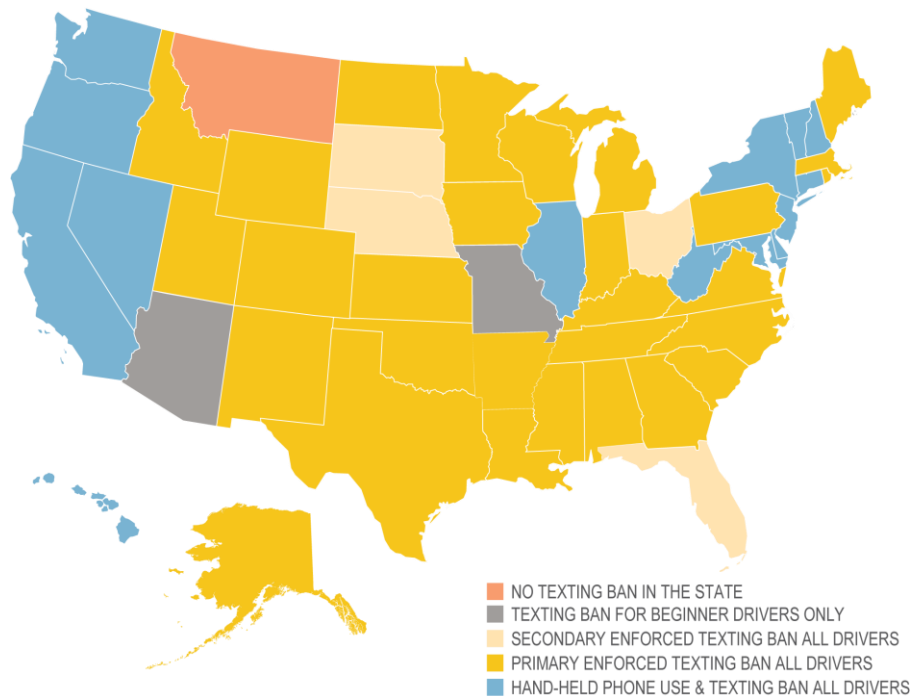 NO TEXTING BAN IN THE STATE
TEXTING BAN FOR BEGINNER DRIVERS ONLY
SECONDARY ENFORCED TEXTING BAN ALL DRIVERS
PRIMARY ENFORCED TEXTING BAN ALL DRIVERS
HAND-HELD PHONE USE & TEXTING BAN ALL DRIVERS